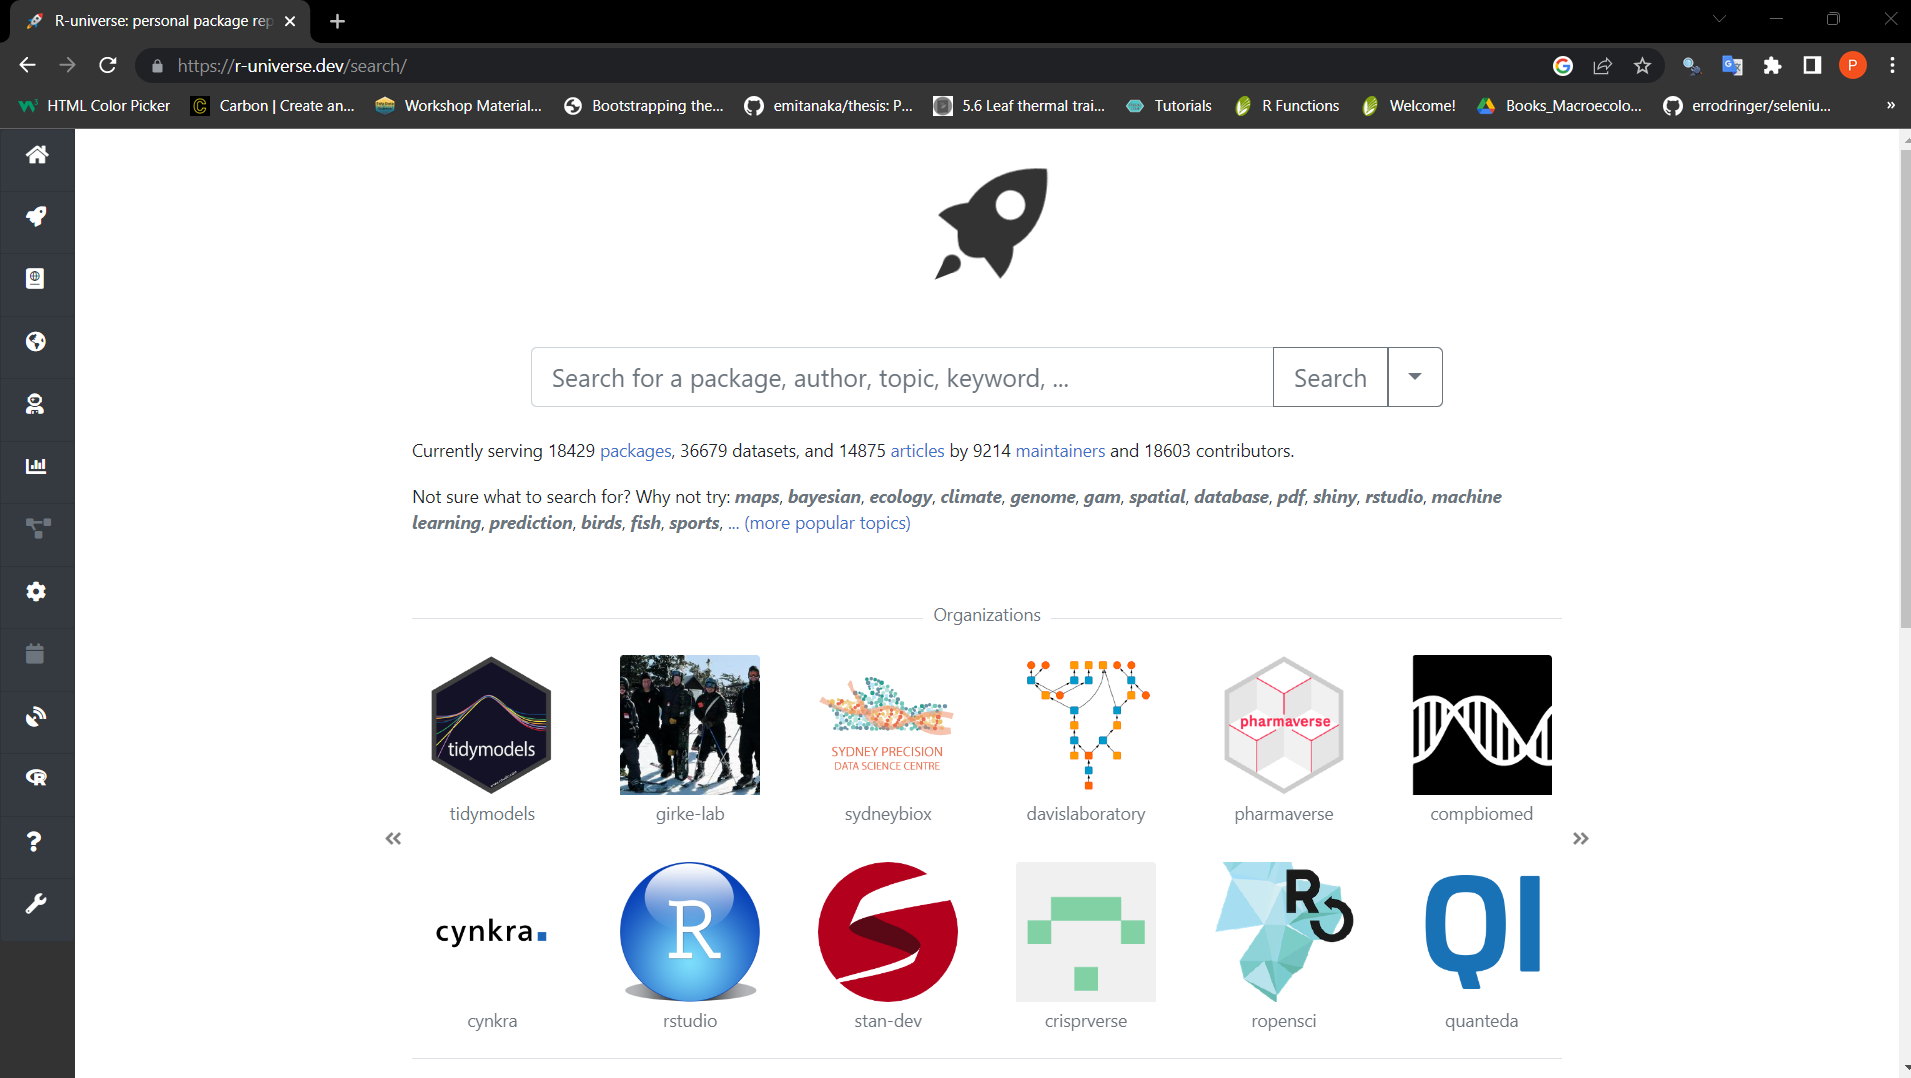 R-universe: personal package rep
https://r-universe.dev/search/
P
HTML Color Picker
Carbon | Create an...
Workshop Material...
Bootstrapping the...
emitanaka/thesis: P...
5.6 Leaf thermal trai...
Tutorials
R Functions
Welcome!
Books_Macroecolo...
errodringer/seleniu...
»
Search for a package, author, topic, keyword, ...
Search
Currently serving 18429 packages, 36679 datasets, and 14875 articles by 9214 maintainers and 18603 contributors.
Not sure what to search for? Why not try: maps, bayesian, ecology, climate, genome, gam, spatial, database, pdf, shiny, rstudio, machine
learning, prediction, birds, fish, sports, ... (more popular topics)
Organizations
tidymodels
SYDNEY PRECISION
DATA SCIENCE CENTRE
pharmaverse
tidymodels
girke-lab
sydneybiox
davislaboratory
pharmaverse
compbiomed
cynkra
R
R
QI
cynkra
rstudio
stan-dev
crisprverse
ropensci
quanteda